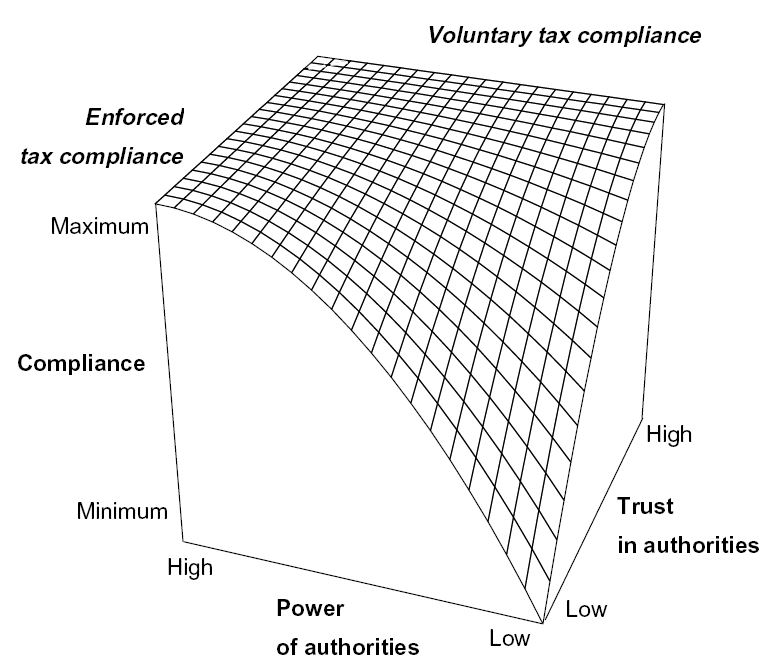 Voluntary tax compliance
Enforced
tax compliance
Maximum
Compliance
Minimum
High
Power
of authorities
Low
Low
Trust
in authorities
High